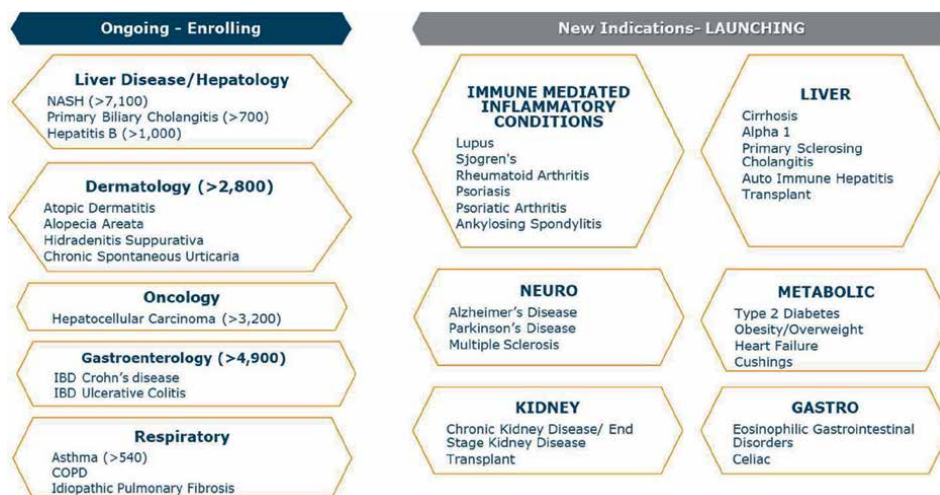 Ongoing - Enrolling
Liver Disease/Hepatology
NASH (>7,100)
Primary Biliary Cholangitis (>700)
Hepatitis B (>1,000)
Dermatology (>2,800)
Atopic Dermatitis
Alopecia Areata
Hidradenitis Suppurativa
Chronic Spontaneous Urticaria
Oncology
Hepatocellular Carcinoma (>3,200)
Gastroenterology (>4,900)
IBD Crohn's disease
IBD Ulcerative Colitis
Respiratory
Asthma (>540)
COPD
Idiopathic Pulmonary Fibrosis
New Indications- LAUNCHING
IMMUNE MEDIATED
INFLAMMATORY
CONDITIONS
Lupus
Sjogren's
Rheumatoid Arthritis
Psoriasis
Psoriatic Arthritis
Ankylosing Spondylitis
LIVER
Cirrhosis
Alpha 1
Primary Sclerosing
Cholangitis
Auto Immune Hepatitis
Transplant
NEURO
Alzheimer's Disease
Parkinson's Disease
Multiple Sclerosis
METABOLIC
Type 2 Diabetes
Obesity/Overweight
Heart Failure
Cushings
KIDNEY
Chronic Kidney Disease/ End
Stage Kidney Disease
Transplant
GASTRO
Eosinophilic Gastrointestinal
Disorders
Celiac